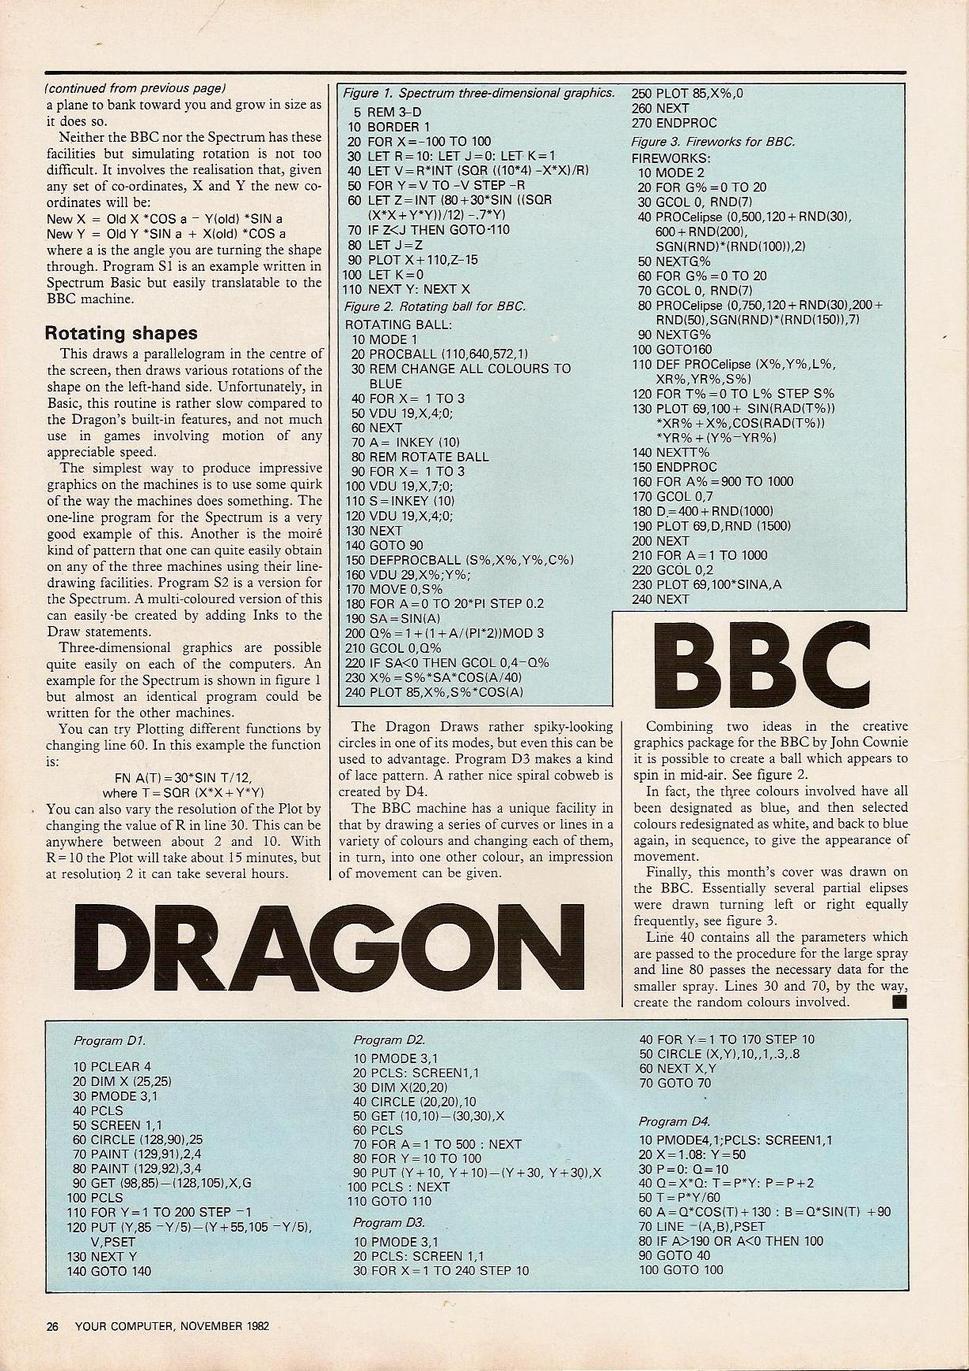 (continued from previous page)
a plane to bank toward you and grow in size as
it does so.
Neither the BBC nor the Spectrum has these
facilities but simulating rotation is not too
difficult. It involves the realisation that, given
any set of co-ordinates, X and Y the new co-
ordinates will be:
New X = Old X *COS a − Y(old) *SIN a
New Y = Old Y *SIN a + X(old) *COS a
where a is the angle you are turning the shape
through. Program S1 is an example written in
Spectrum Basic but easily translatable to the
BBC machine.
Rotating shapes
This draws a parallelogram in the centre of
the screen, then draws various rotations of the
shape on the left-hand side. Unfortunately, in
Basic, this routine is rather slow compared to
the Dragon's built-in features, and not much
use in games involving motion of any
appreciable speed.
The simplest way to produce impressive
graphics on the machines is to use some quirk
of the way the machines does something. The
one-line program for the Spectrum is a very
good example of this. Another is the moiré
kind of pattern that one can quite easily obtain
on any of the three machines using their line-
drawing facilities. Program S2 is a version for
the Spectrum. A multi-coloured version of this
can easily be created by adding Inks to the
Draw statements.
Three-dimensional graphics are possible
quite easily on each of the computers. An
example for the Spectrum is shown in figure 1
but almost an identical program could be
written for the other machines.
You can try Plotting different functions by
changing line 60. In this example the function
is:
FN A(T)=30*SIN T/12,
where T=SQR (X*X+Y*Y)
You can also vary the resolution of the Plot by
changing the value of R in line 30. This can be
anywhere between about 2 and 10. With
R=10 the Plot will take about 15 minutes, but
at resolution 2 it can take several hours.
Figure 1. Spectrum three-dimensional graphics.
5 REM 3-D
10 BORDER 1
20 FOR X=-100 TO 100
30 LET R=10: LET J=0: LET K=1
40 LET V=R*INT (SQR ((10*4) -X*X)/R)
50 FOR Y=V TO -V STEP -R
60 LET Z=INT (80+30*SIN ((SQR
(X*X+Y*Y))/12) -.7*Y)
70 IF Z<J THEN GOTO-110
80 LET J=Z
90 PLOT X+110,Z-15
100 LET K=0
110 NEXT Y: NEXT X
Figure 2. Rotating ball for BBC.
ROTATING BALL:
10 MODE 1
20 PROCBALL (110,640,572,1)
30 REM CHANGE ALL COLOURS TO
BLUE
40 FOR X= 1 TO 3
50 VDU 19,X,4;0;
60 NEXT
70 A= INKEY (10)
80 REM ROTATE BALL
90 FOR X= 1 TO 3
100 VDU 19,X,7;0;
110 S=INKEY (10)
120 VDU 19,X,4;0;
130 NEXT
140 GOTO 90
150 DEFPROCBALL (S%,X%,Y%,C%)
160 VDU 29,X%;Y%;
170 MOVE 0,S%
180 FOR A=0 TO 20*PI STEP 0.2
190 SA=SIN(A)
200 Q%=1+(1+A/(PI*2))MOD 3
210 GCOL 0,Q%
220 IF SA<0 THEN GCOL 0,4-Q%
230 X%=S%*SA*COS(A/40)
240 PLOT 85,X%,S%*COS(A)
250 PLOT 85,X%,0
260 NEXT
270 ENDPROC
Figure 3. Fireworks for BBC.
FIREWORKS:
10 MODE 2
20 FOR G%=0 TO 20
30 GCOL 0, RND(7)
40 PROCelipse (0,500,120+RND(30),
600+RND(200),
SGN(RND)*(RND(100)),2)
50 NEXTG%
60 FOR G%=0 TO 20
70 GCOL 0, RND(7)
80 PROCelipse (0,750,120+RND(30),200+
RND(50),SGN(RND)*(RND(150)),7)
90 NEXTG%
100 GOTO160
110 DEF PROCelipse (X%,Y%,L%,
XR%,YR%,S%)
120 FOR T%=0 TO L% STEP S%
130 PLOT 69,100+ SIN(RAD(T%))
*XR%+X%,COS(RAD(T%))
*YR%+(Y%-YR%)
140 NEXTT%
150 ENDPROC
160 FOR A%=900 TO 1000
170 GCOL 0,7
180 D=400+RND(1000)
190 PLOT 69,D,RND (1500)
200 NEXT
210 FOR A=1 TO 1000
220 GCOL 0,2
230 PLOT 69,100*SINA,A
240 NEXT
BBC
The Dragon Draws rather spiky-looking
circles in one of its modes, but even this can be
used to advantage. Program D3 makes a kind
of lace pattern. A rather nice spiral cobweb is
created by D4.
The BBC machine has a unique facility in
that by drawing a series of curves or lines in a
variety of colours and changing each of them,
in turn, into one other colour, an impression
of movement can be given.
Combining two ideas in the creative
graphics package for the BBC by John Cownie
it is possible to create a ball which appears to
spin in mid-air. See figure 2.
In fact, the three colours involved have all
been designated as blue, and then selected
colours redesignated as white, and back to blue
again, in sequence, to give the appearance of
movement.
Finally, this month's cover was drawn on
the BBC. Essentially several partial elipses
were drawn turning left or right equally
frequently, see figure 3.
Line 40 contains all the parameters which
are passed to the procedure for the large spray
and line 80 passes the necessary data for the
smaller spray. Lines 30 and 70, by the way,
create the random colours involved.
DRAGON
Program D1.
10 PCLEAR 4
20 DIM X (25,25)
30 PMODE 3,1
40 PCLS
50 SCREEN 1,1
60 CIRCLE (128,90),25
70 PAINT (129,91),2,4
80 PAINT (129,92),3,4
90 GET (98,85)−(128,105),X,G
100 PCLS
110 FOR Y=1 TO 200 STEP −1
120 PUT (Y,85 −Y/5)−(Y+55,105 −Y/5),
V,PSET
130 NEXT Y
140 GOTO 140
Program D2.
10 PMODE 3,1
20 PCLS: SCREEN1,1
30 DIM X(20,20)
40 CIRCLE (20,20),10
50 GET (10,10)−(30,30),X
60 PCLS
70 FOR A=1 TO 500 : NEXT
80 FOR Y=10 TO 100
90 PUT (Y+10, Y+10)−(Y+30, Y+30),X
100 PCLS : NEXT
110 GOTO 110
Program D3.
10 PMODE 3,1
20 PCLS: SCREEN 1,1
30 FOR X=1 TO 240 STEP 10
40 FOR Y=1 TO 170 STEP 10
50 CIRCLE (X,Y),10,,1,.3,.8
60 NEXT X,Y
70 GOTO 70
Program D4.
10 PMODE4,1;PCLS: SCREEN1,1
20 X=1.08: Y=50
30 P=0: Q=10
40 Q=X*Q: T=P*Y: P=P+2
50 T=P*Y/60
60 A=Q*COS(T)+130 : B=Q*SIN(T) +90
70 LINE −(A,B),PSET
80 IF A>190 OR A<0 THEN 100
90 GOTO 40
100 GOTO 100
26 YOUR COMPUTER, NOVEMBER 1982